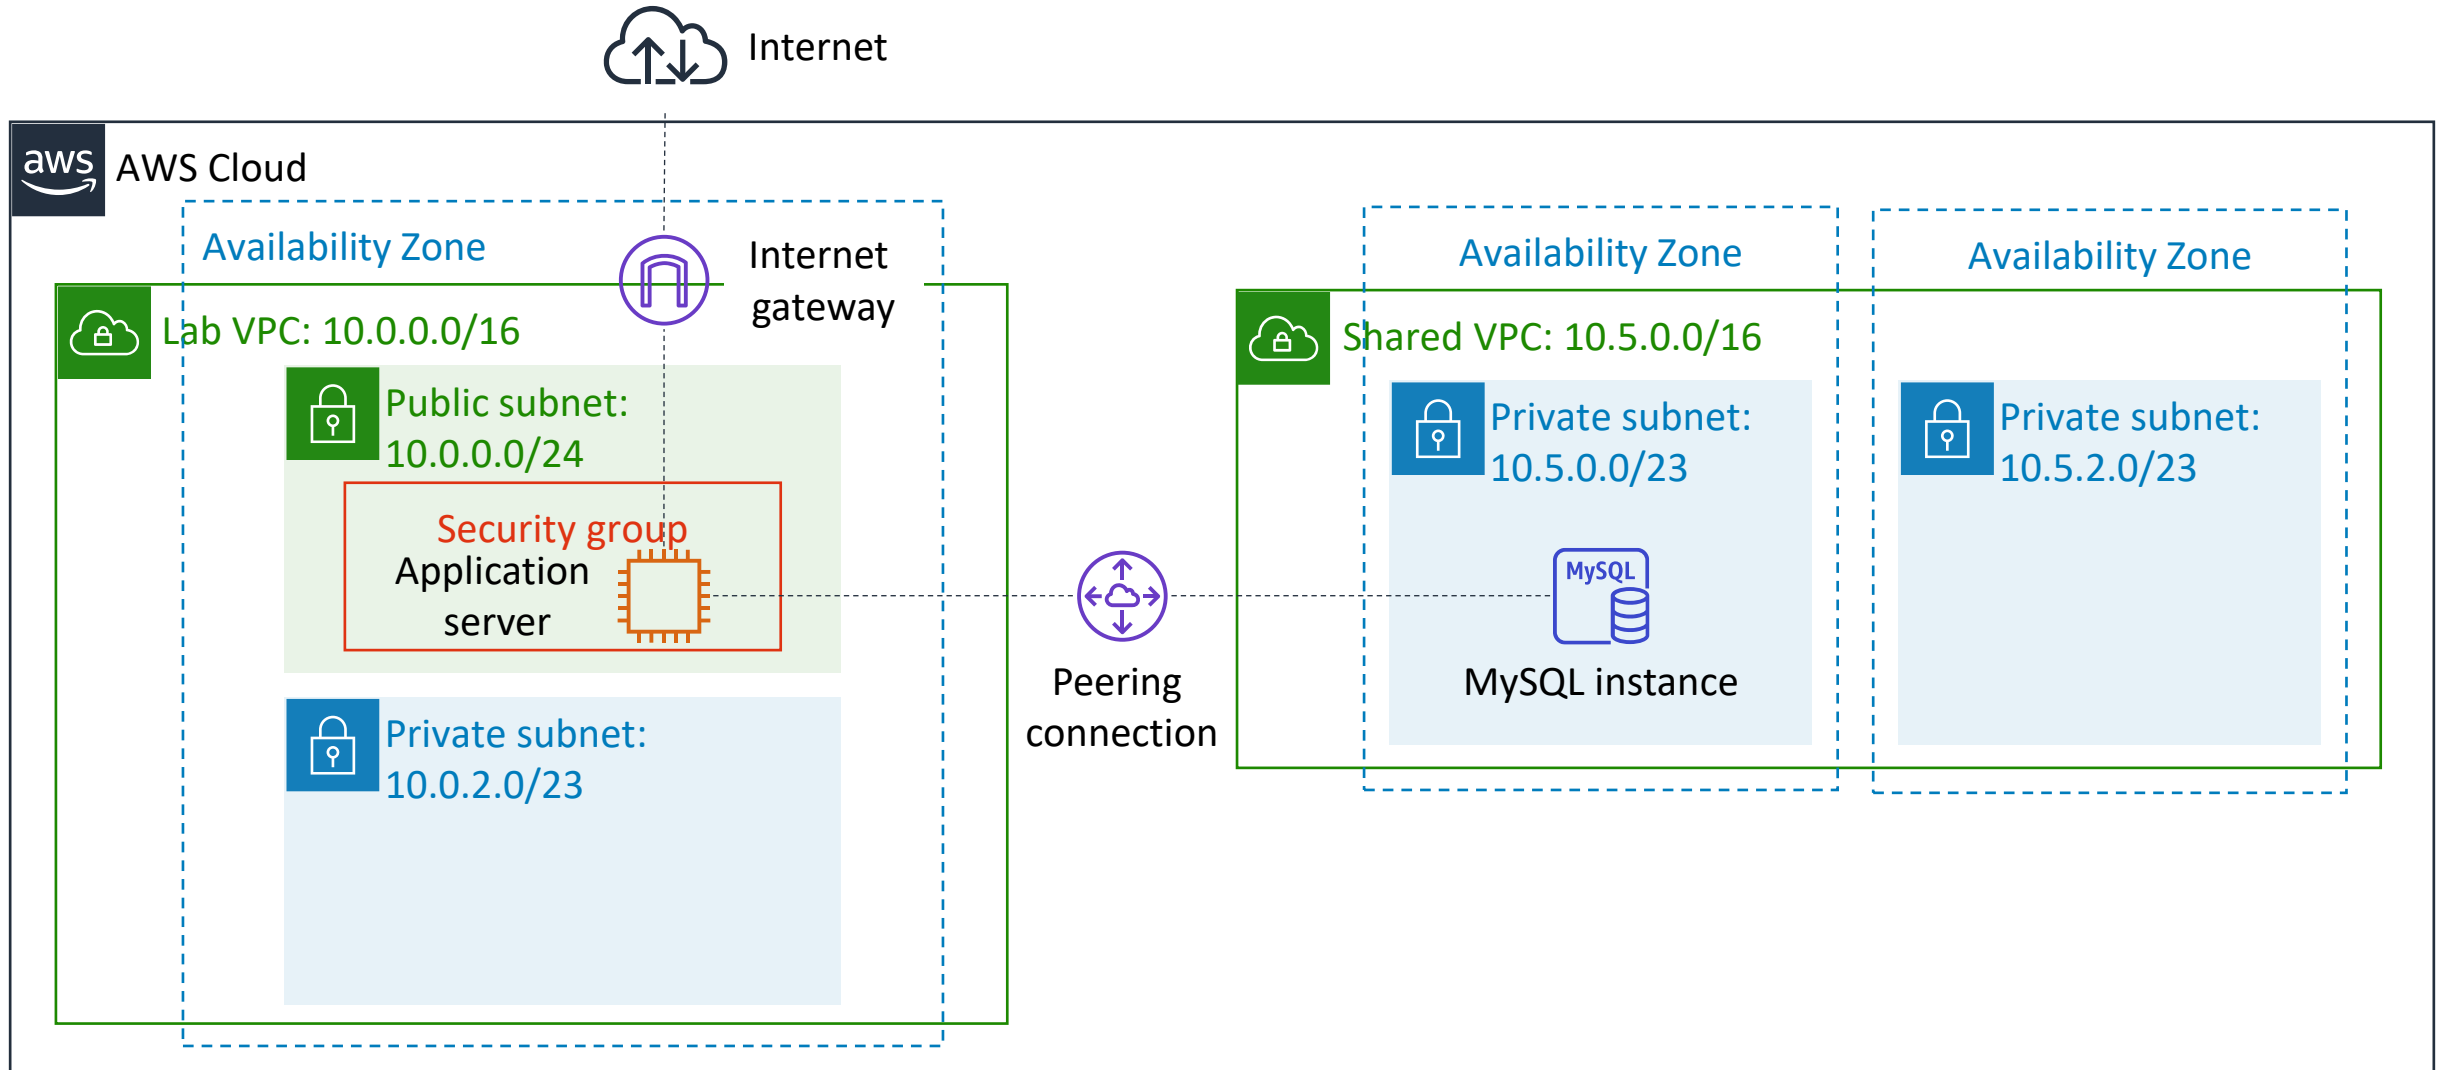 Internet
aws
AWS Cloud
Availability Zone
Internet
gateway
Lab VPC: 10.0.0.0/16
Public subnet:
10.0.0.0/24
Security group
Application
server
Private subnet:
10.0.2.0/23
Peering
connection
Availability Zone
Availability Zone
Shared VPC: 10.5.0.0/16
Private subnet:
10.5.0.0/23
MySQL
MySQL instance
Private subnet:
10.5.2.0/23